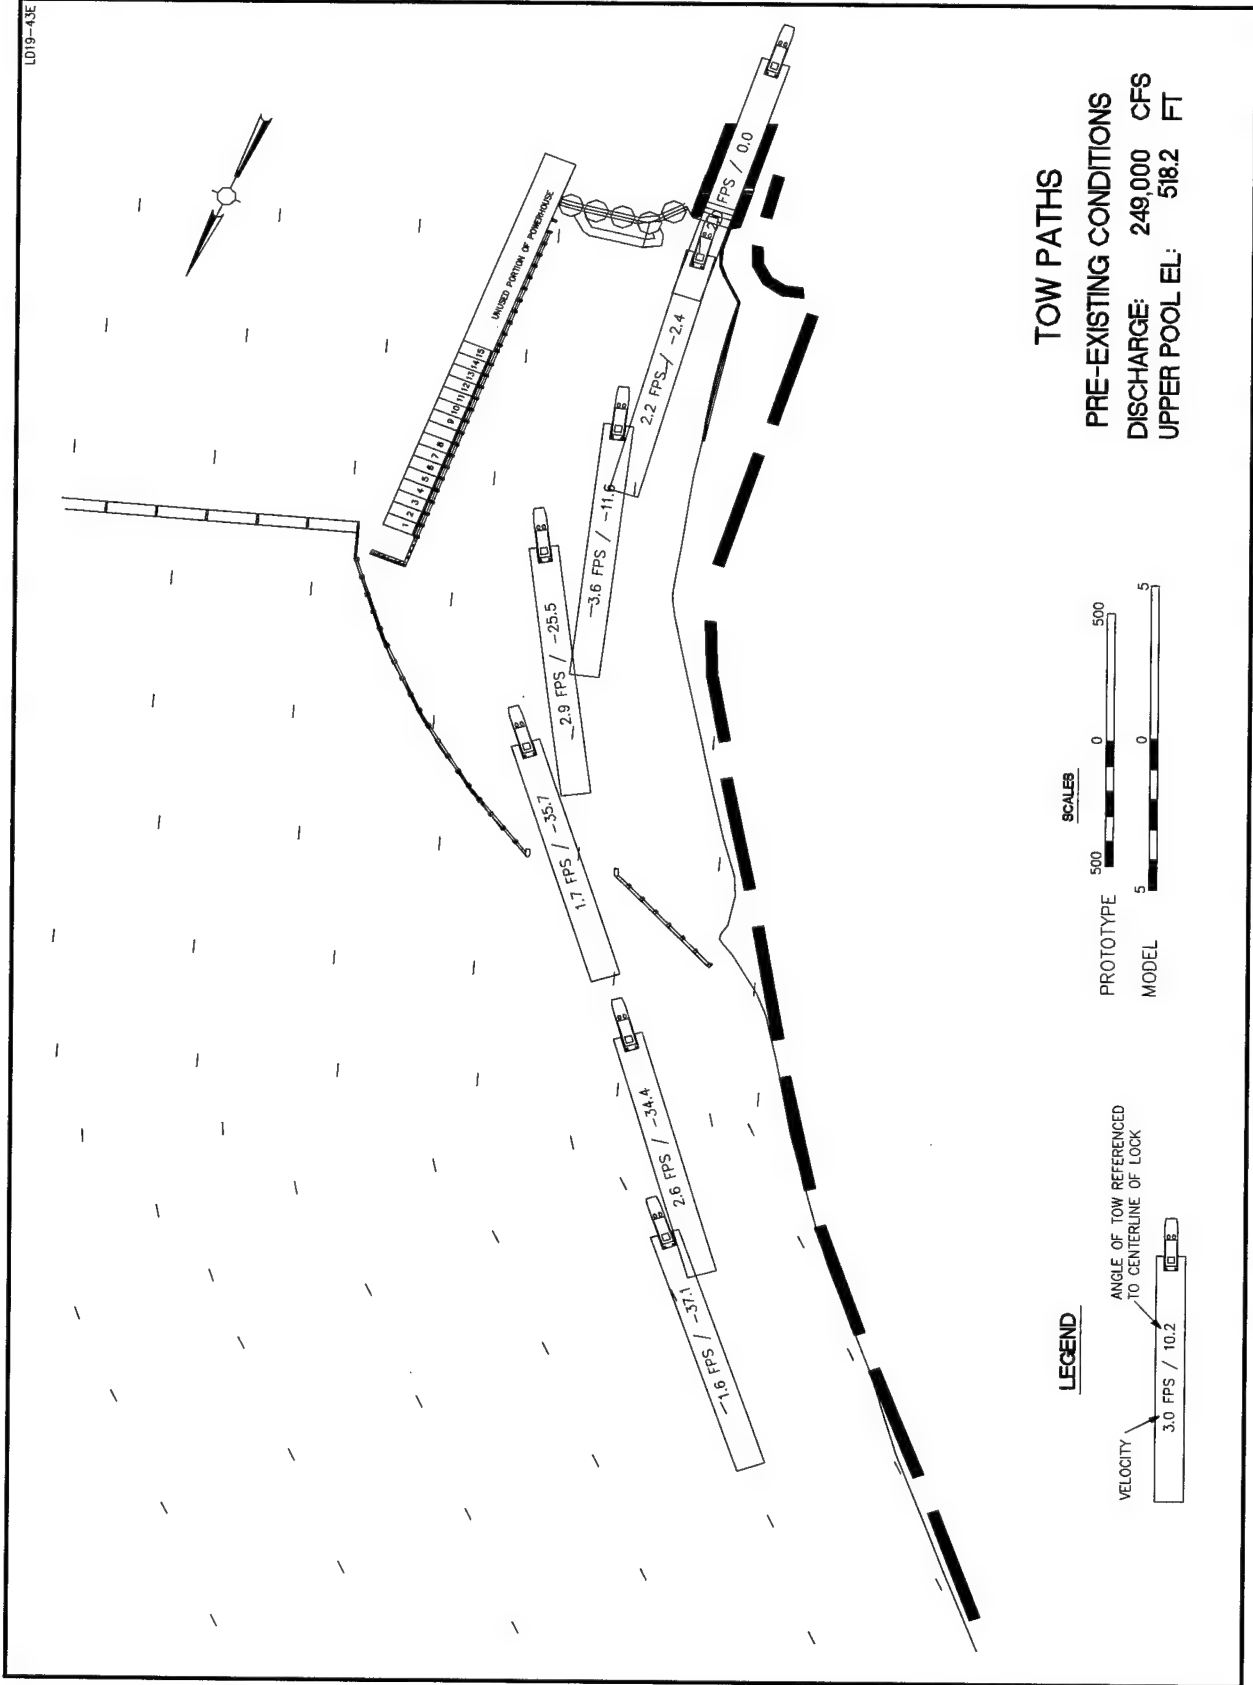 LD19-43E
UNUSED PORTION OF POWERHOUSE
1 2 3 4 5 6 7 8 9 10 11 12 13 14 15
FPS / 0.0
2.2 FPS / -2.4
-3.6 FPS / -11.6
-2.9 FPS / -25.5
1.7 FPS / -35.7
2.6 FPS / -34.4
-1.6 FPS / -37.1
TOW PATHS
PRE-EXISTING CONDITIONS
DISCHARGE: 249,000 CFS
UPPER POOL EL: 518.2 FT
SCALES
PROTOTYPE 500 0 500
MODEL 5 0 5
LEGEND
VELOCITY
ANGLE OF TOW REFERENCED
TO CENTERLINE OF LOCK
3.0 FPS / 10.2